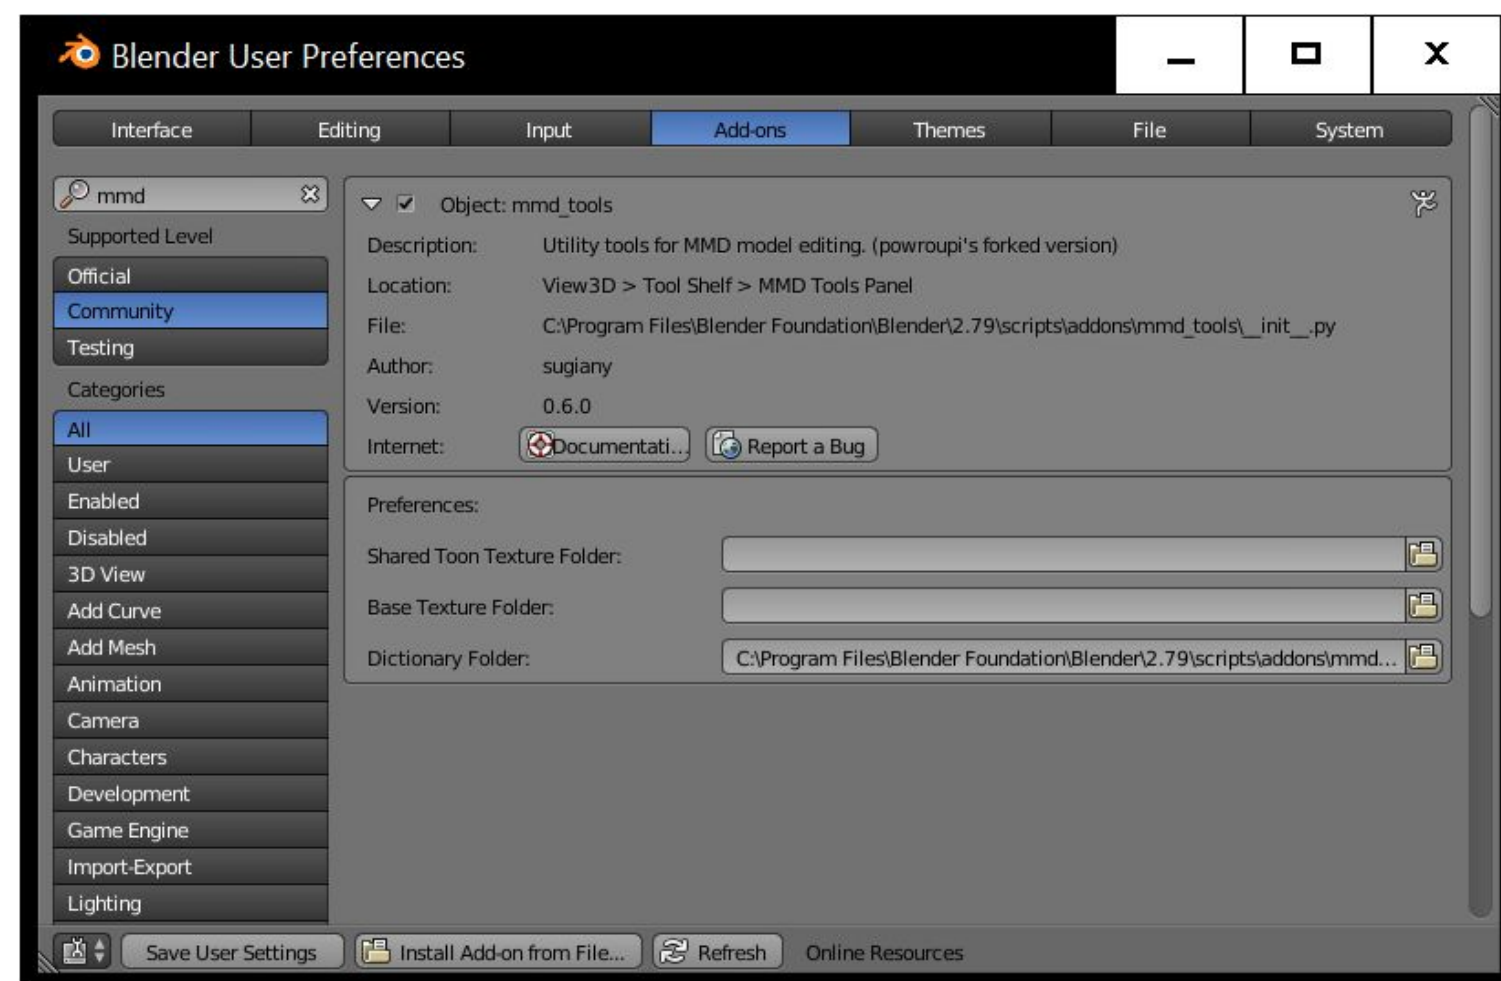 Blender User Preferences
Interface Editing Input Add-ons Themes File System
mmd
Supported Level
Official
Community
Testing
Categories
All
User
Enabled
Disabled
3D View
Add Curve
Add Mesh
Animation
Camera
Characters
Development
Game Engine
Import-Export
Lighting
Object: mmd_tools
Description: Utility tools for MMD model editing. (powroupi's forked version)
Location: View3D > Tool Shelf > MMD Tools Panel
File: C:\Program Files\Blender Foundation\Blender\2.79\scripts\addons\mmd_tools\__init__.py
Author: sugiany
Version: 0.6.0
Internet: Documentati... Report a Bug
Preferences:
Shared Toon Texture Folder:
Base Texture Folder:
Dictionary Folder: C:\Program Files\Blender Foundation\Blender\2.79\scripts\addons\mmd...
Save User Settings Install Add-on from File... Refresh Online Resources